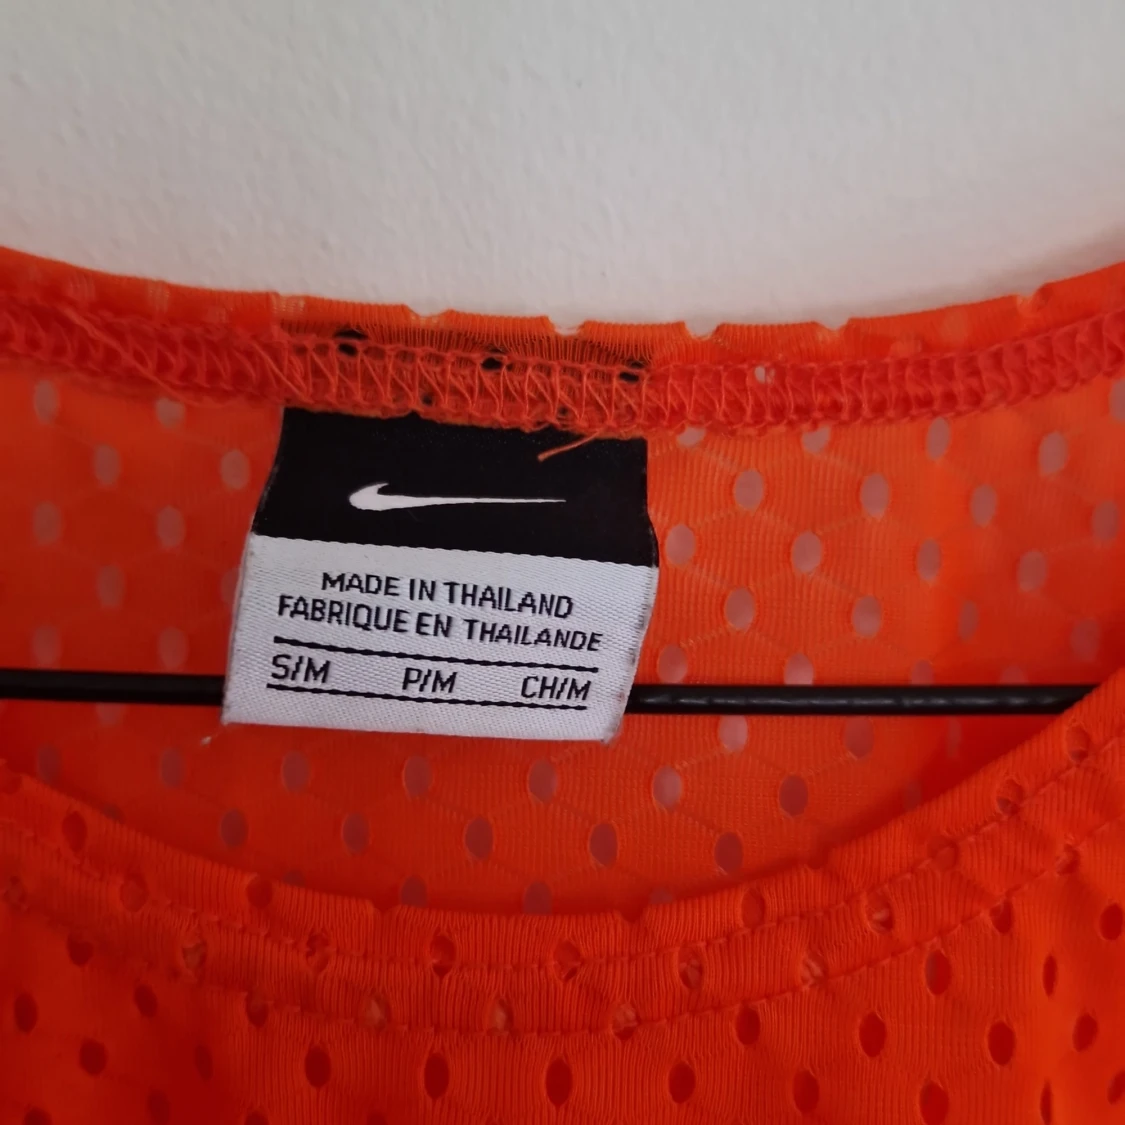 MADE IN THAILAND
FABRIQUE EN THAILANDE
S/M P/M CH/M